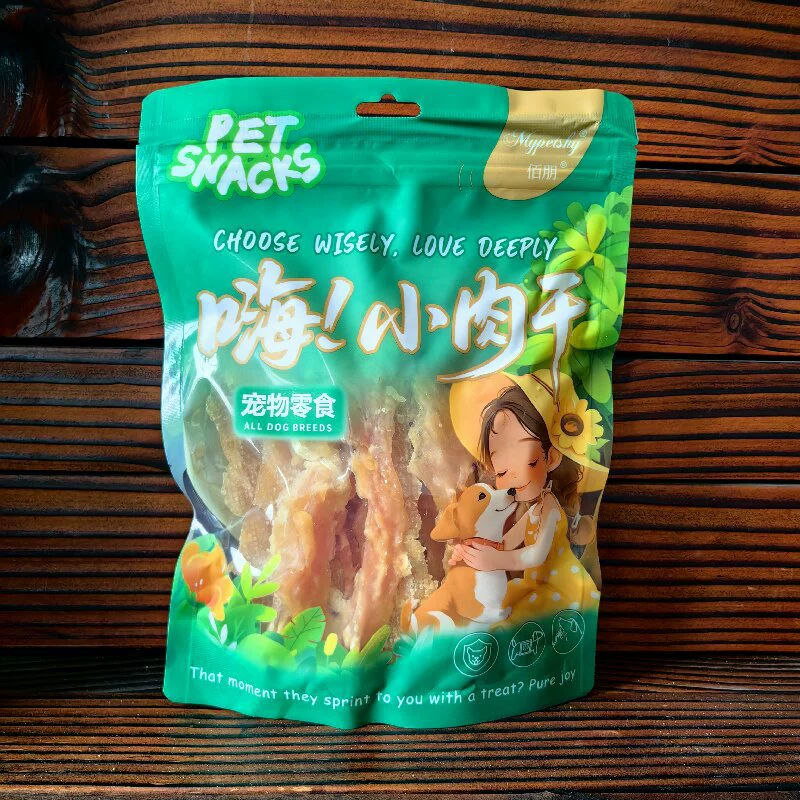 PET
SNACKS
Mypetsky®
佰朋®
CHOOSE WISELY, LOVE DEEPLY
嗨!小肉干
宠物零食
ALL DOG BREEDS
That moment they sprint to you with a treat? Pure joy